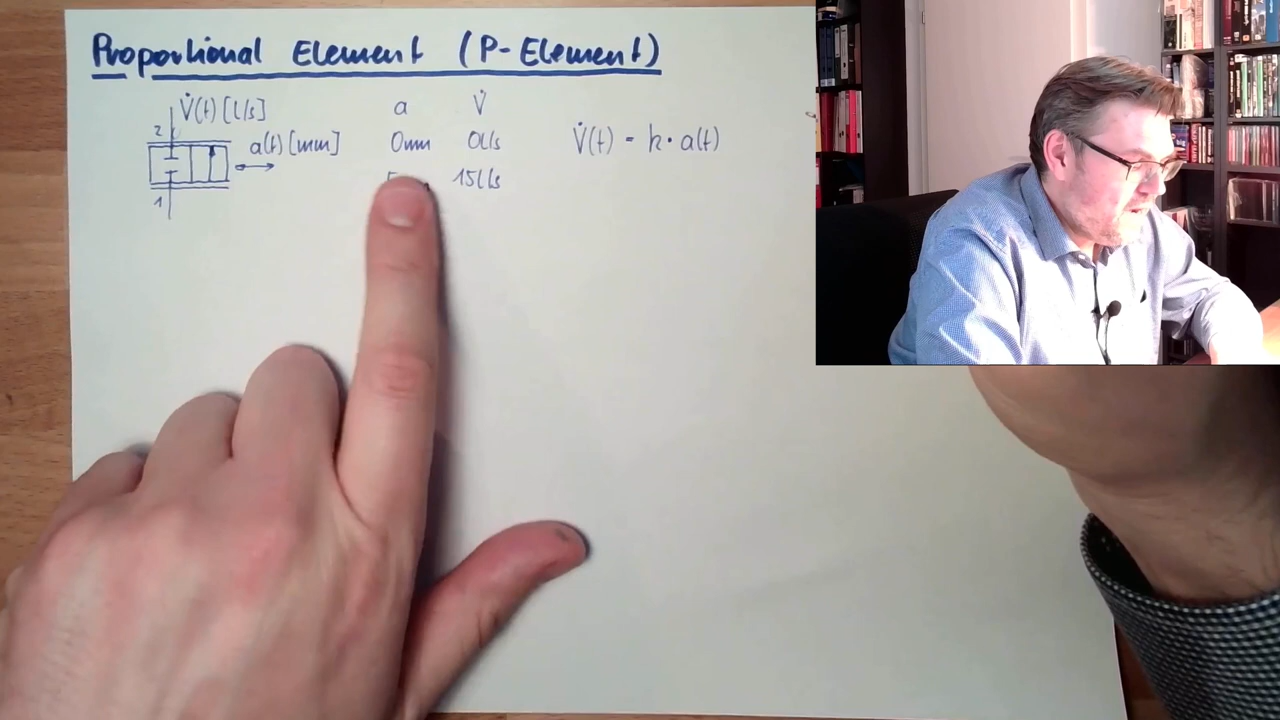 Proportional Element (P-Element)
V̇(t) [l/s]
2
a(t) [mm]
1
a V̇
0mm 0l/s
15l/s
V̇(t) = k · a(t)